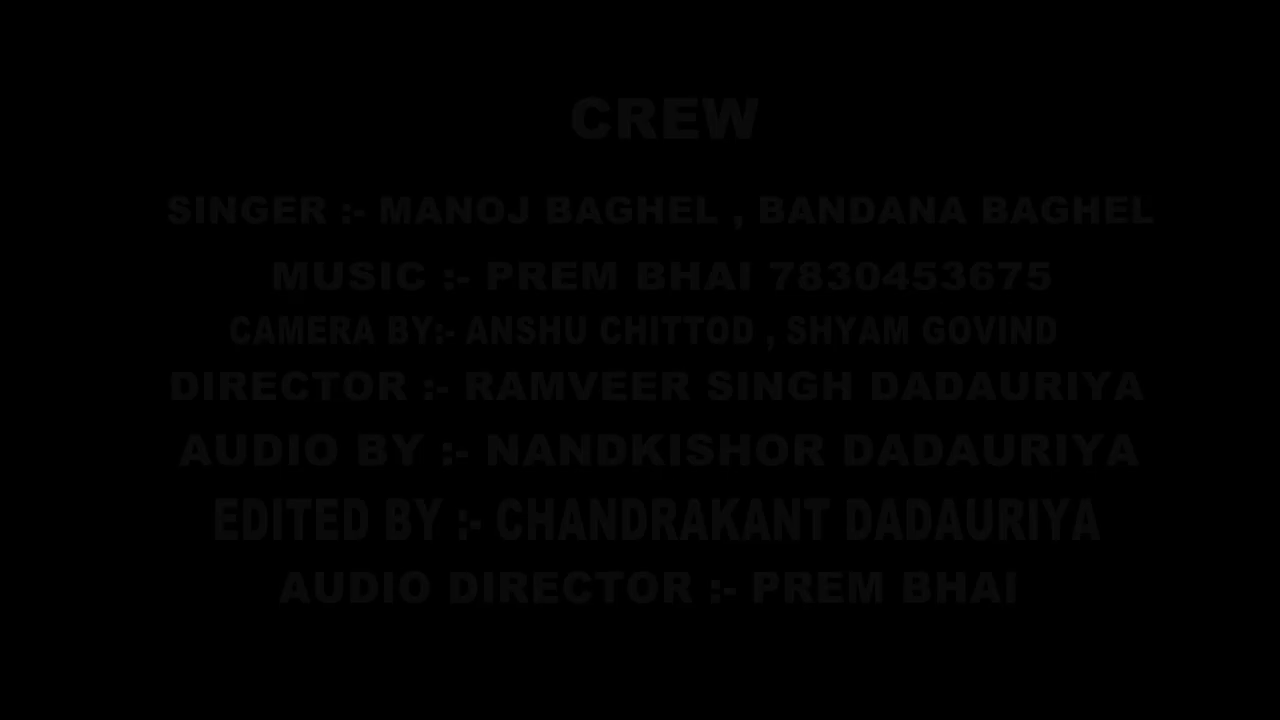 CREW
SINGER :- MANOJ BAGHEL , BANDANA BAGHEL
MUSIC :- PREM BHAI 7830453675
CAMERA BY:- ANSHU CHITTOD , SHYAM GOVIND
DIRECTOR :- RAMVEER SINGH DADAURIYA
AUDIO BY :- NANDKISHOR DADAURIYA
EDITED BY :- CHANDRAKANT DADAURIYA
AUDIO DIRECTOR :- PREM BHAI